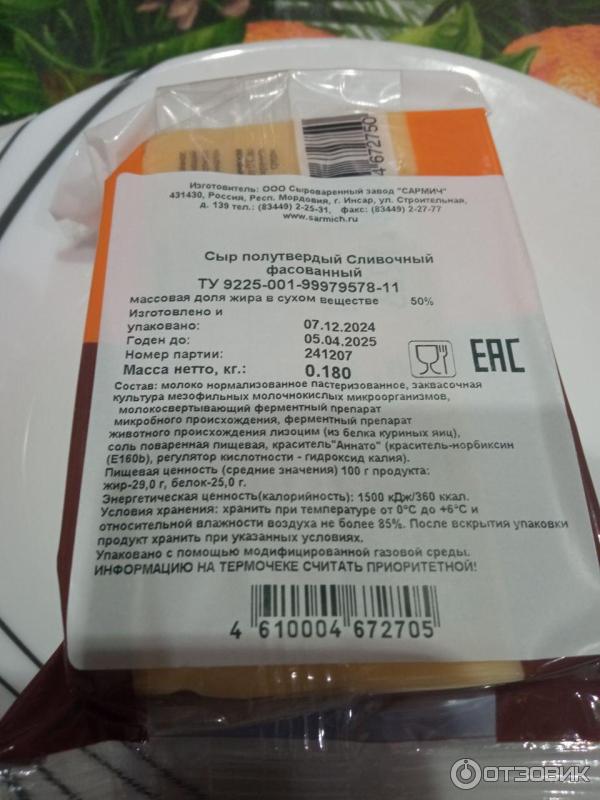 4 672750
Изготовитель: ООО Сыроваренный завод "САРМИЧ"
431430, Россия, Респ. Мордовия, г. Инсар, ул. Строительная,
д. 139 тел.: (83449) 2-25-31, факс: (83449) 2-27-77
www.sarmich.ru
Сыр полутвердый Сливочный
фасованный
ТУ 9225-001-99979578-11
массовая доля жира в сухом веществе 50%
Изготовлено и
упаковано: 07.12.2024
Годен до: 05.04.2025
Номер партии: 241207
Масса нетто, кг.: 0.180
EAC
Состав: молоко нормализованное пастеризованное, заквасочная
культура мезофильных молочнокислых микроорганизмов,
молокосвертывающий ферментный препарат
микробного происхождения, ферментный препарат
животного происхождения лизоцим (из белка куриных яиц),
соль поваренная пищевая, краситель"Аннато" (краситель-норбиксин
(E160b), регулятор кислотности - гидроксид калия).
Пищевая ценность (средние значения) 100 г продукта:
жир-29,0 г, белок-25,0 г.
Энергетическая ценность(калорийность): 1500 кДж/360 ккал.
Условия хранения: хранить при температуре от 0°C до +6°C и
относительной влажности воздуха не более 85%. После вскрытия упаковки
продукт хранить при указанных условиях.
Упаковано с помощью модифицированной газовой среды.
ИНФОРМАЦИЮ НА ТЕРМОЧЕКЕ СЧИТАТЬ ПРИОРИТЕТНОЙ!
4 610004 672705
ОТЗОВИК